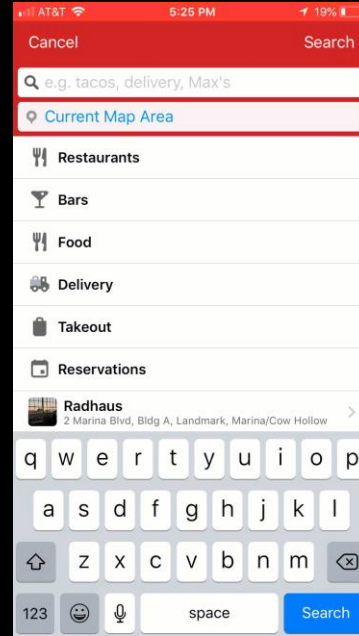 AT&T 5:25 PM 19%
Cancel Search
e.g. tacos, delivery, Max's
Current Map Area
Restaurants
Bars
Food
Delivery
Takeout
Reservations
Radhaus
2 Marina Blvd, Bldg A, Landmark, Marina/Cow Hollow
q w e r t y u i o p
a s d f g h j k l
z x c v b n m
123 space Search